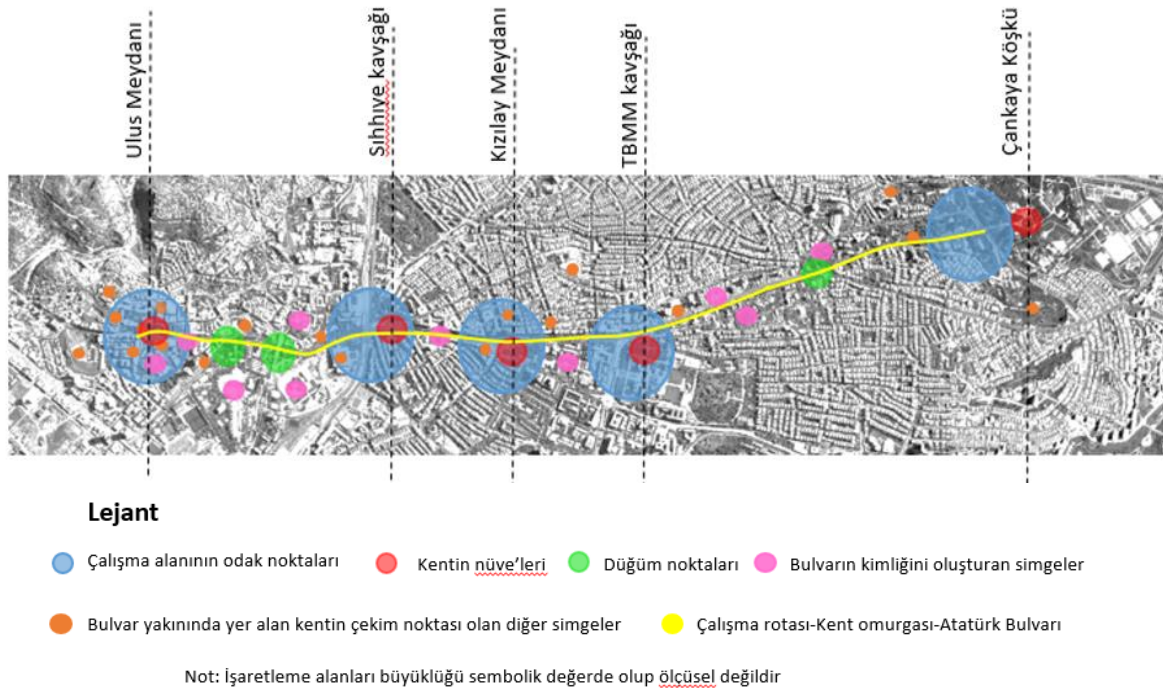 Ulus Meydanı
Sıhhıye kavşağı
Kızılay Meydanı
TBMM kavşağı
Çankaya Köşkü
Lejant
Çalışma alanının odak noktaları
Kentin nüve’leri
Düğüm noktaları
Bulvarın kimliğini oluşturan simgeler
Bulvar yakınında yer alan kentin çekim noktası olan diğer simgeler
Çalışma rotası-Kent omurgası-Atatürk Bulvarı
Not: İşaretleme alanları büyüklüğü sembolik değerde olup ölçüsel değildir